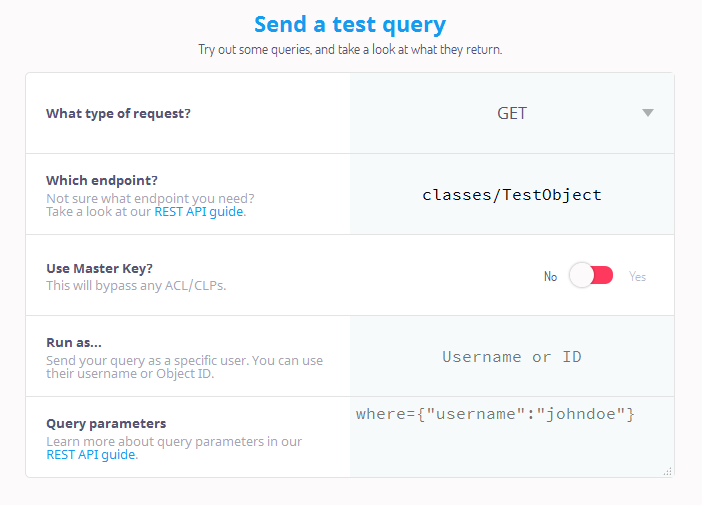 Send a test query
Try out some queries, and take a look at what they return.
What type of request?
GET
Which endpoint?
Not sure what endpoint you need?
Take a look at our REST API guide.
classes/TestObject
Use Master Key?
This will bypass any ACL/CLPs.
No
Yes
Run as...
Send your query as a specific user. You can use
their username or Object ID.
Username or ID
Query parameters
Learn more about query parameters in our
REST API guide.
where={"username":"johndoe"}